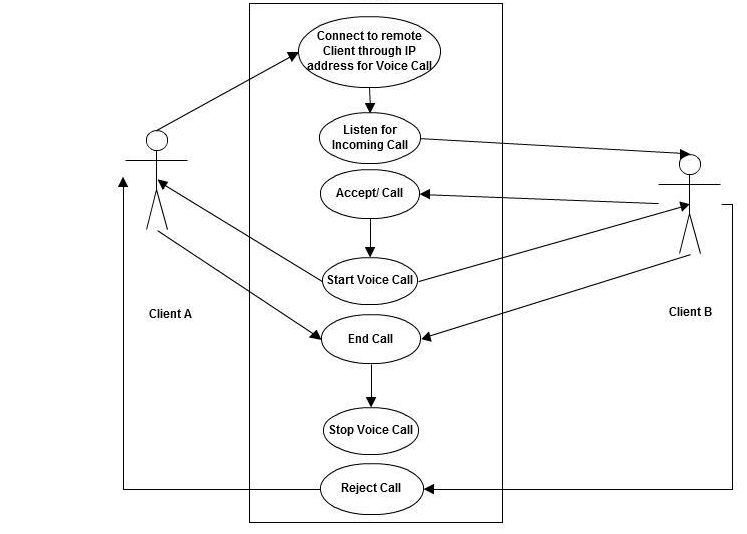 Connect to remote
Client through IP
address for Voice Call
Listen for
Incoming Call
Accept/ Call
Start Voice Call
Client A
Client B
End Call
Stop Voice Call
Reject Call